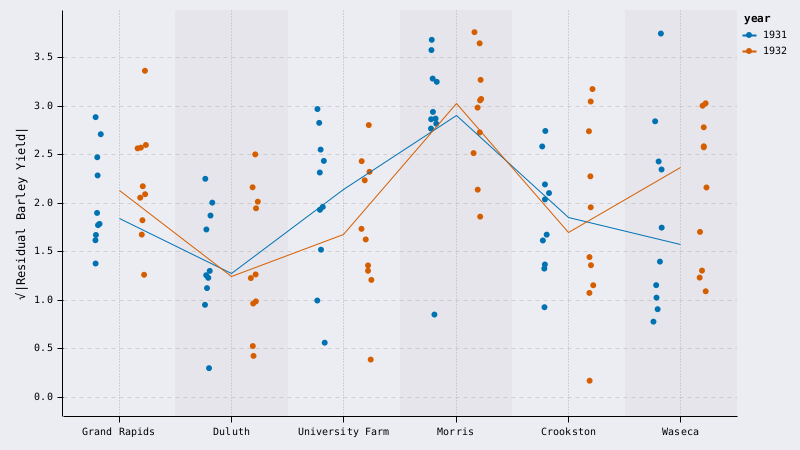 year
1931
1932
√|Residual Barley Yield|
3.5
3.0
2.5
2.0
1.5
1.0
0.5
0.0
Grand Rapids
Duluth
University Farm
Morris
Crookston
Waseca